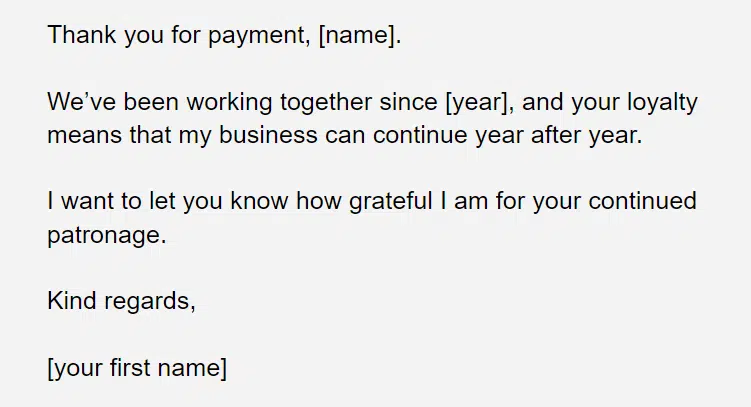 Thank you for payment, [name].
We’ve been working together since [year], and your loyalty
means that my business can continue year after year.
I want to let you know how grateful I am for your continued
patronage.
Kind regards,
[your first name]